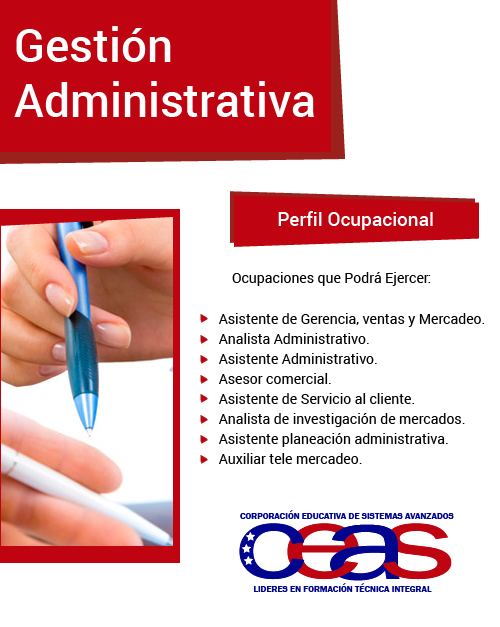 Gestión
Administrativa
Perfil Ocupacional
Ocupaciones que Podrá Ejercer:
Asistente de Gerencia, ventas y Mercadeo.
Analista Administrativo.
Asistente Administrativo.
Asesor comercial.
Asistente de Servicio al cliente.
Analista de investigación de mercados.
Asistente planeación administrativa.
Auxiliar tele mercadeo.
CORPORACIÓN EDUCATIVA DE SISTEMAS AVANZADOS
ceas
LIDERES EN FORMACIÓN TÉCNICA INTEGRAL